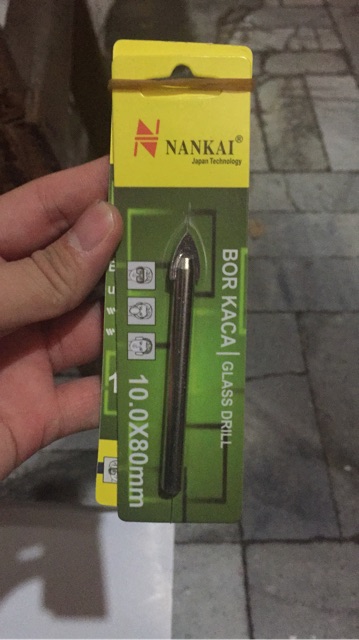 NANKAI®
Japan Technology
BOR KACA | GLASS DRILL
10.0X80mm